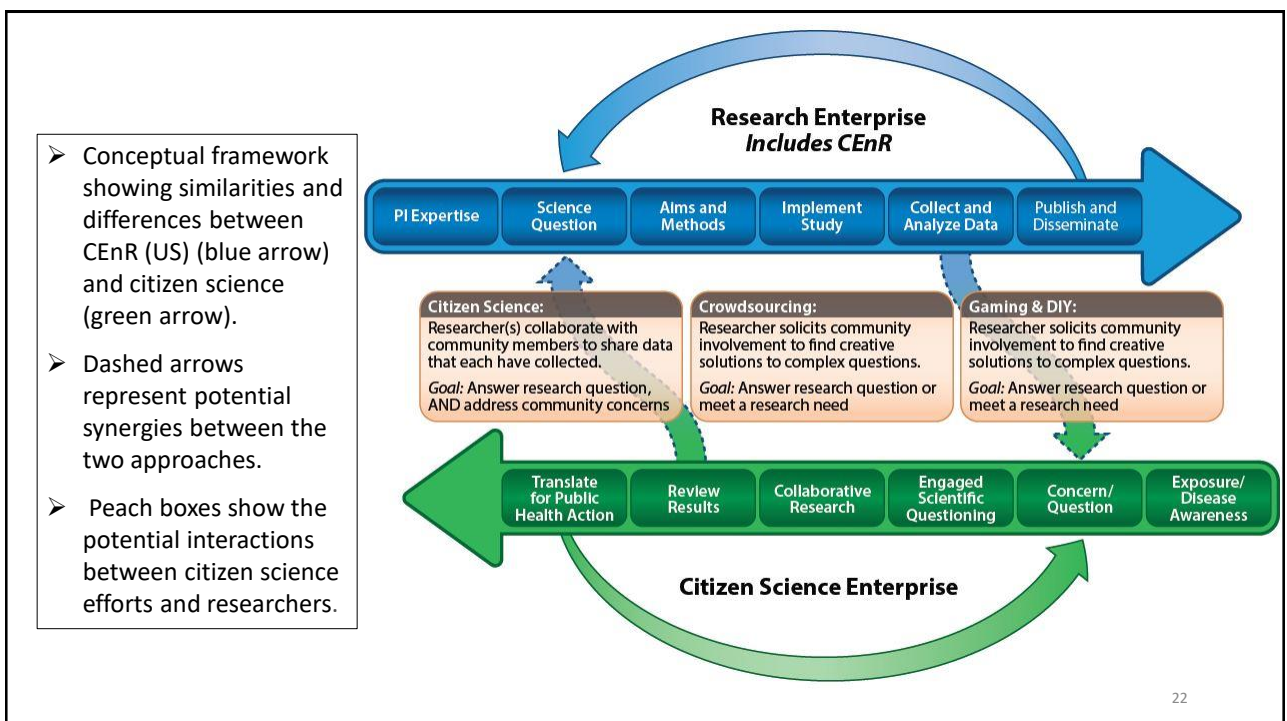 ➢ Conceptual framework
showing similarities and
differences between
CEnR (US) (blue arrow)
and citizen science
(green arrow).
➢ Dashed arrows
represent potential
synergies between the
two approaches.
➢ Peach boxes show the
potential interactions
between citizen science
efforts and researchers.
Research Enterprise
Includes CEnR
PI Expertise
Science
Question
Aims and
Methods
Implement
Study
Collect and
Analyze Data
Publish and
Disseminate
Citizen Science:
Researcher(s) collaborate with
community members to share data
that each have collected.
Goal: Answer research question,
AND address community concerns
Crowdsourcing:
Researcher solicits community
involvement to find creative
solutions to complex questions.
Goal: Answer research question or
meet a research need
Gaming & DIY:
Researcher solicits community
involvement to find creative
solutions to complex questions.
Goal: Answer research question or
meet a research need
Translate
for Public
Health Action
Review
Results
Collaborative
Research
Engaged
Scientific
Questioning
Concern/
Question
Exposure/
Disease
Awareness
Citizen Science Enterprise
22